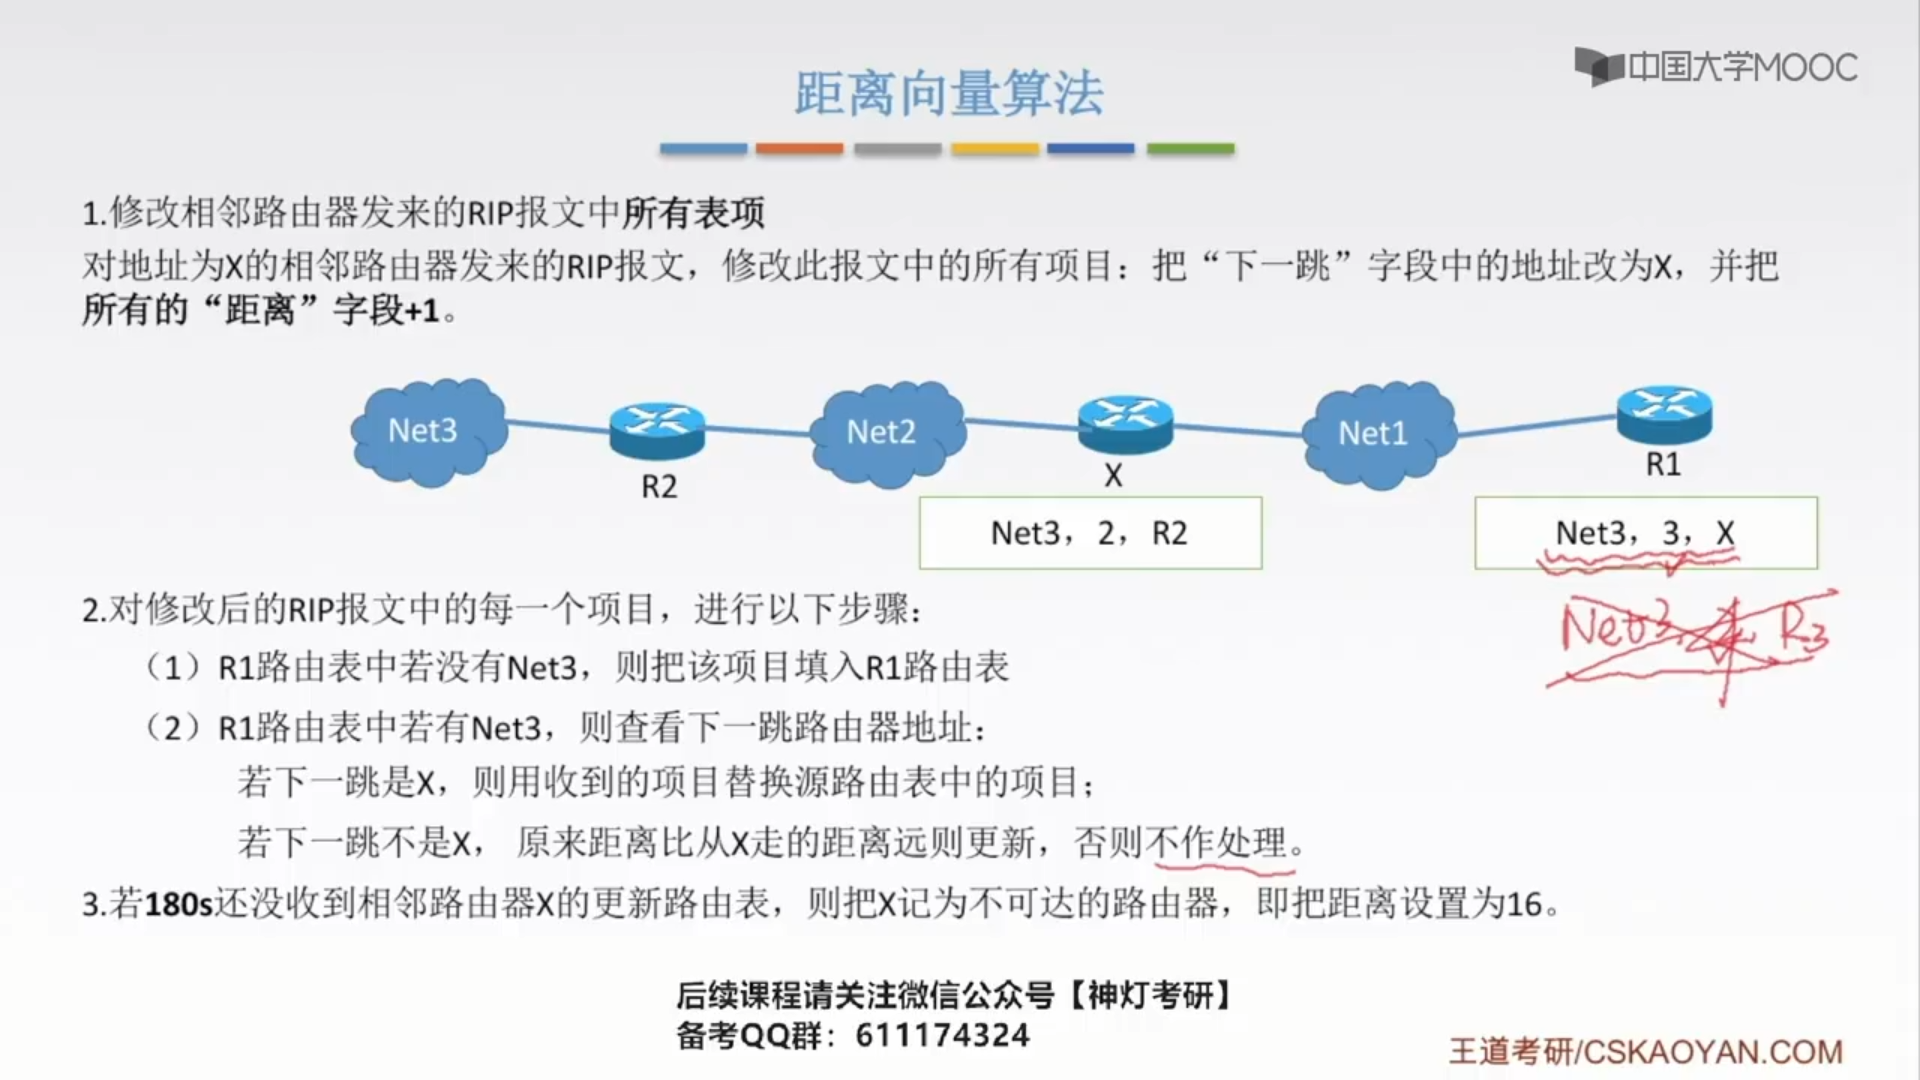 中国大学MOOC
距离向量算法
1.修改相邻路由器发来的RIP报文中所有表项
对地址为X的相邻路由器发来的RIP报文，修改此报文中的所有项目：把“下一跳”字段中的地址改为X，并把
所有的“距离”字段+1。
Net3
R2
Net2
X
Net1
R1
Net3，2，R2
Net3，3，X
Net3, 4, R3
2.对修改后的RIP报文中的每一个项目，进行以下步骤：
（1）R1路由表中若没有Net3，则把该项目填入R1路由表
（2）R1路由表中若有Net3，则查看下一跳路由器地址：
若下一跳是X，则用收到的项目替换源路由表中的项目；
若下一跳不是X， 原来距离比从X走的距离远则更新，否则不作处理。
3.若180s还没收到相邻路由器X的更新路由表，则把X记为不可达的路由器，即把距离设置为16。
后续课程请关注微信公众号【神灯考研】
备考QQ群：611174324
王道考研/CSKAOYAN.COM